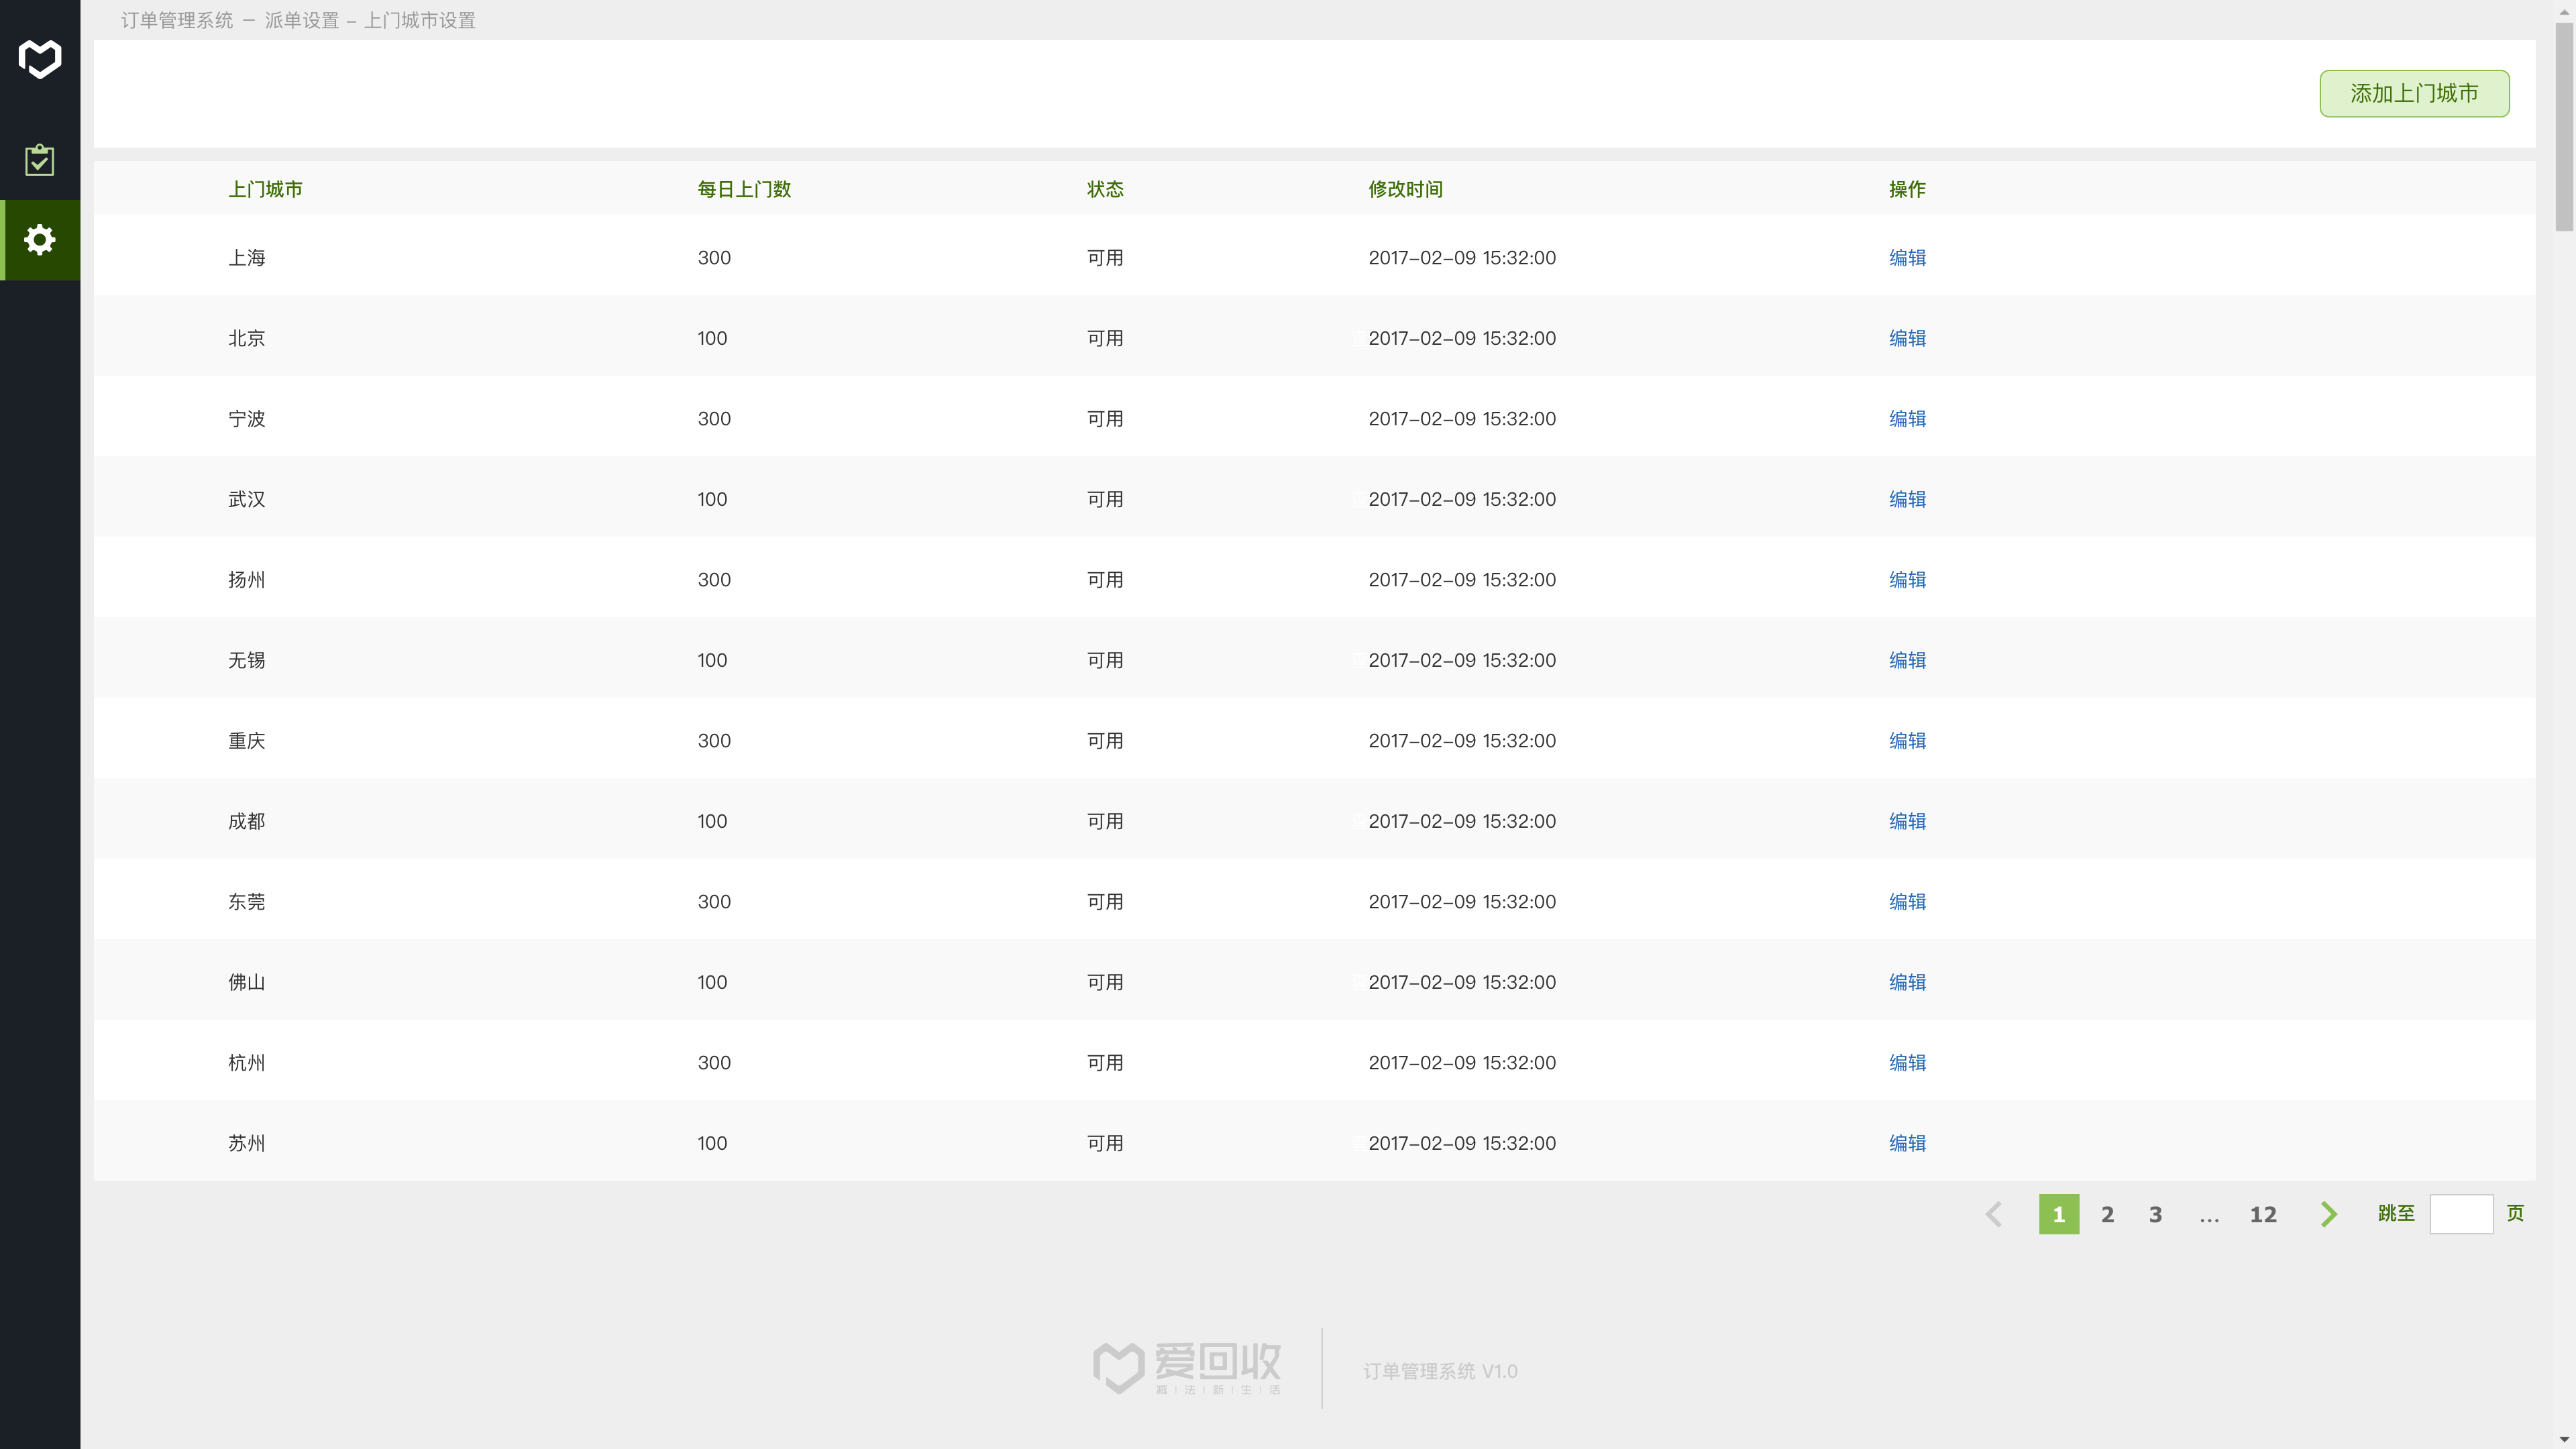 订单管理系统 － 派单设置 – 上门城市设置
添加上门城市
上门城市 每日上门数 状态 修改时间 操作
上海 300 可用 2017–02–09 15:32:00 编辑
北京 100 可用 2017–02–09 15:32:00 编辑
宁波 300 可用 2017–02–09 15:32:00 编辑
武汉 100 可用 2017–02–09 15:32:00 编辑
扬州 300 可用 2017–02–09 15:32:00 编辑
无锡 100 可用 2017–02–09 15:32:00 编辑
重庆 300 可用 2017–02–09 15:32:00 编辑
成都 100 可用 2017–02–09 15:32:00 编辑
东莞 300 可用 2017–02–09 15:32:00 编辑
佛山 100 可用 2017–02–09 15:32:00 编辑
杭州 300 可用 2017–02–09 15:32:00 编辑
苏州 100 可用 2017–02–09 15:32:00 编辑
1 2 3 ... 12 跳至 页
爱回收
减 | 法 | 新 | 生 | 活
订单管理系统 V1.0